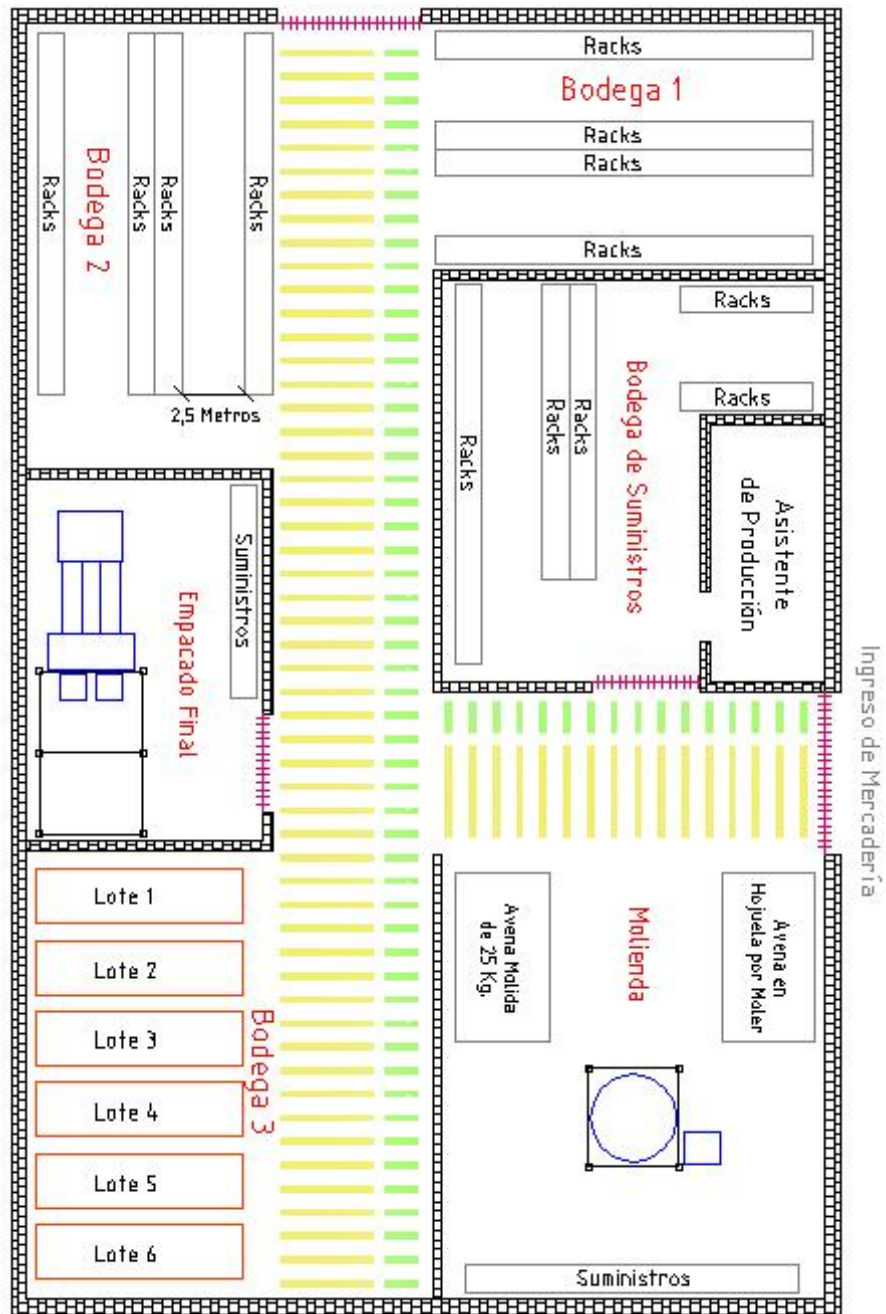 Racks
Bodega 1
Racks
Racks
Racks
Racks
Bodega 2
Racks
Racks
Racks
2,5 Metros
Racks
Racks
Bodega de Suministros
Racks
Racks
Racks
Asistente
de Producción
Suministros
Empacado Final
Ingreso de Mercadería
Lote 1
Lote 2
Lote 3
Lote 4
Lote 5
Lote 6
Bodega 3
Avena Molida
de 25 Kg.
Molienda
Avena en
Hojuela por Moler
Suministros